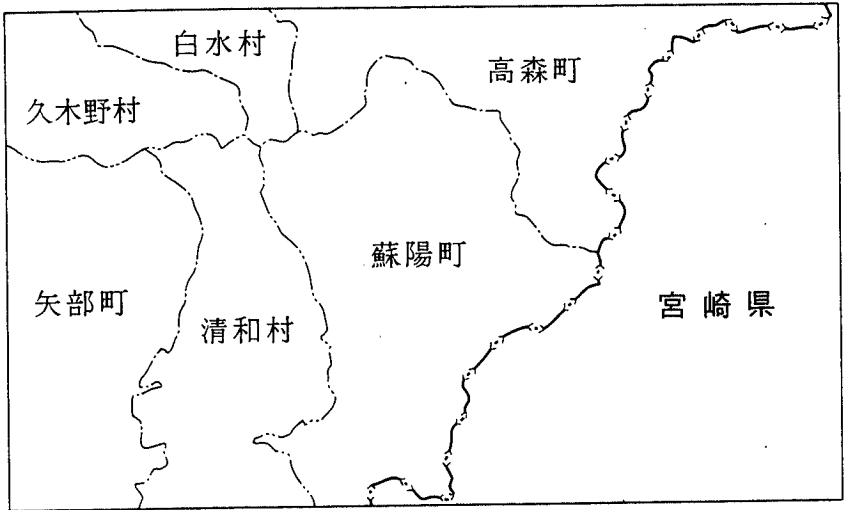 白水村
高森町
久木野村
蘇陽町
矢部町
清和村
宮崎県